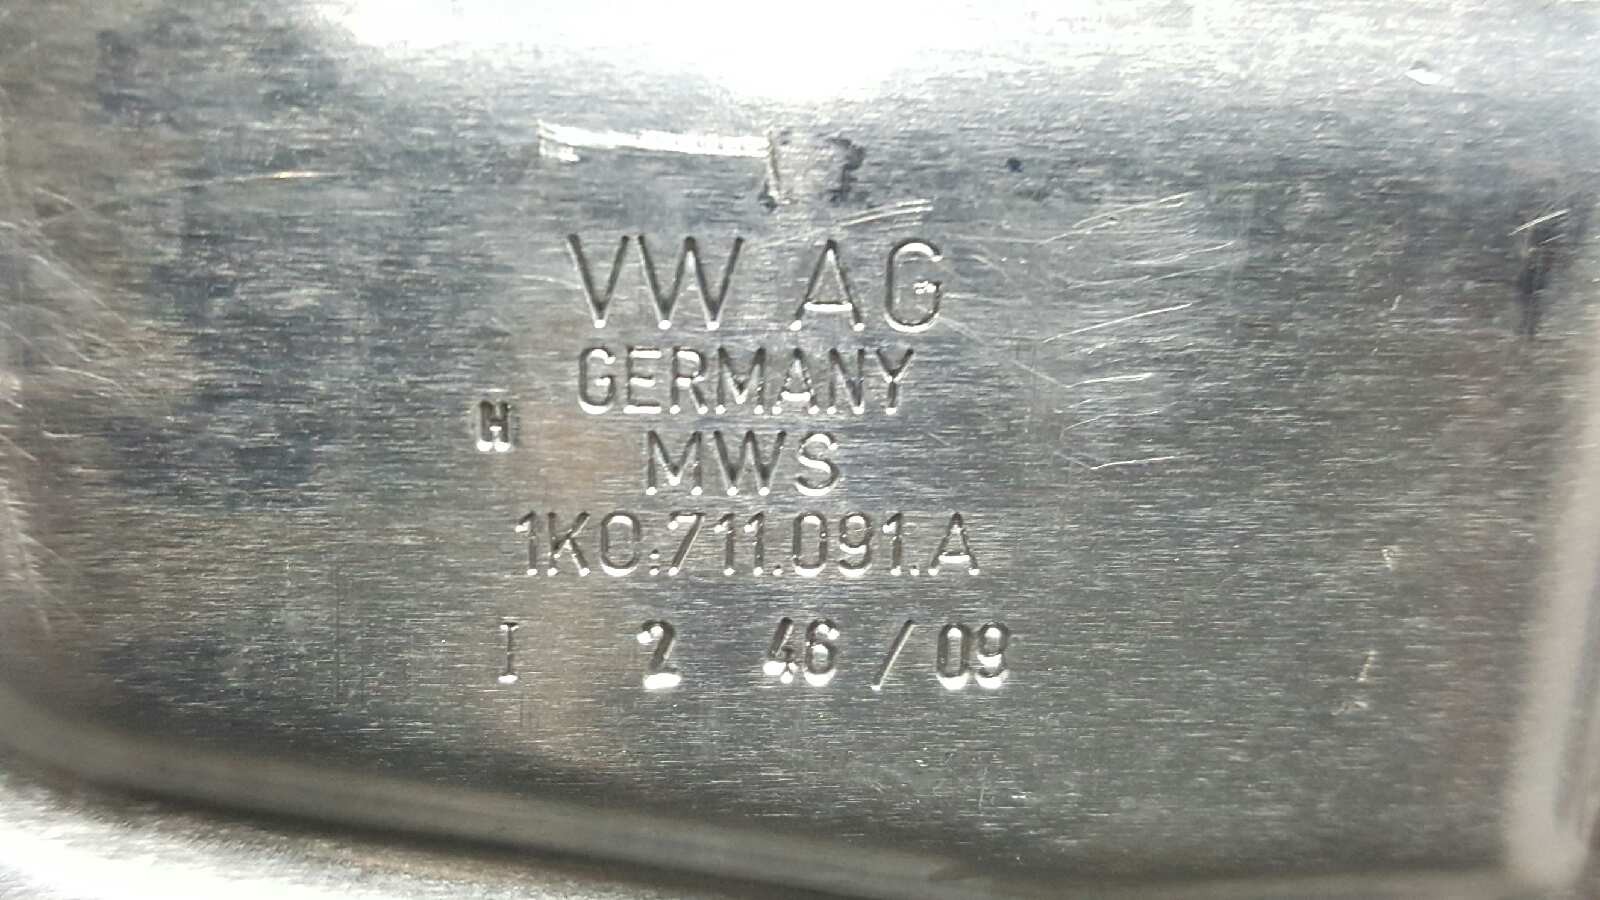 VW AG
GERMANY
H
MWS
1K0.711.091.A
I 2 46/09